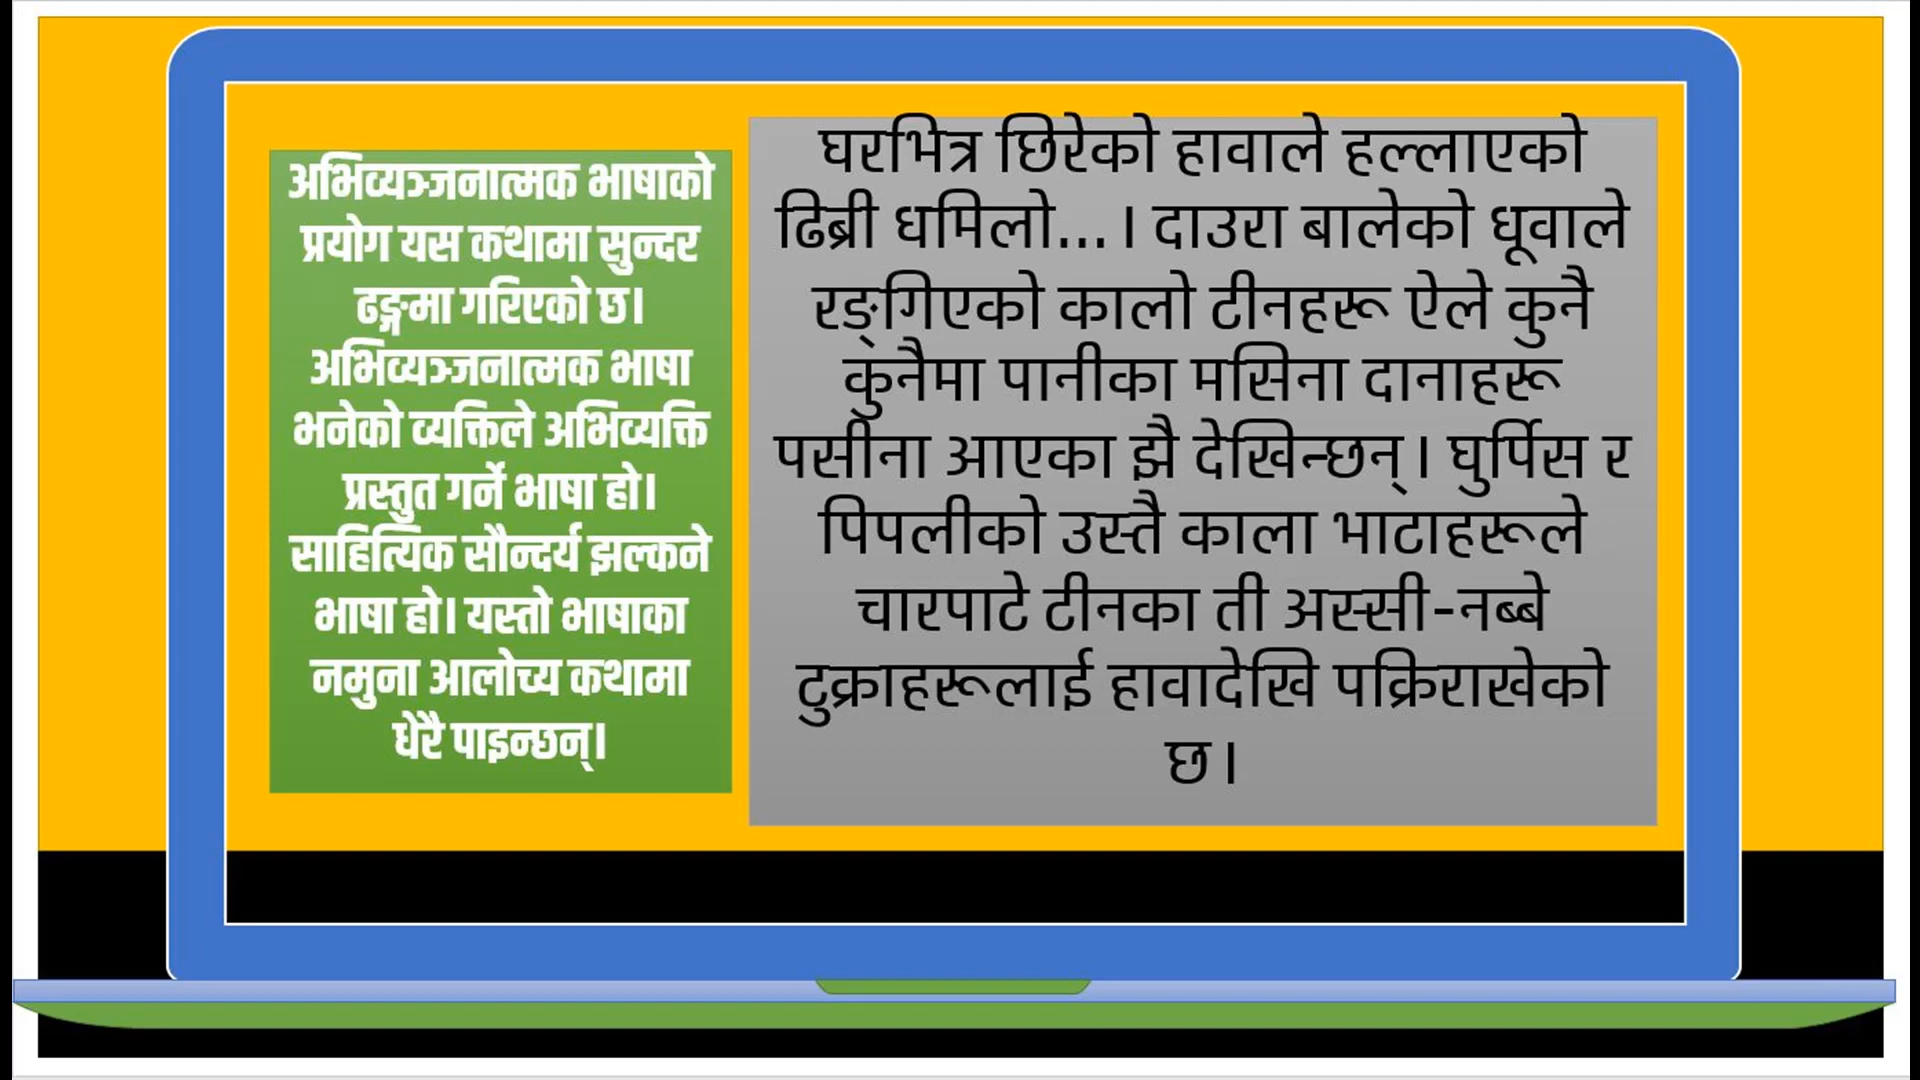 अभिव्यञ्जनात्मक भाषाको
प्रयोग यस कथामा सुन्दर
ढङ्गमा गरिएको छ।
अभिव्यञ्जनात्मक भाषा
भनेको व्यक्तिले अभिव्यक्ति
प्रस्तुत गर्ने भाषा हो।
साहित्यिक सौन्दर्य झल्कने
भाषा हो। यस्तो भाषाका
नमुना आलोच्य कथामा
धेरै पाइन्छन्।
घरभित्र छिरेको हावाले हल्लाएको
ढिब्री धमिलो... । दाउरा बालेको धूवाले
रङ्गिएको कालो टीनहरू ऐले कुनै
कुनैमा पानीका मसिना दानाहरू
पसीना आएका झै देखिन्छन् । घुर्पिस र
पिपलीको उस्तै काला भाटाहरूले
चारपाटे टीनका ती अस्सी-नब्बे
टुक्राहरूलाई हावादेखि पक्रिराखेको
छ ।